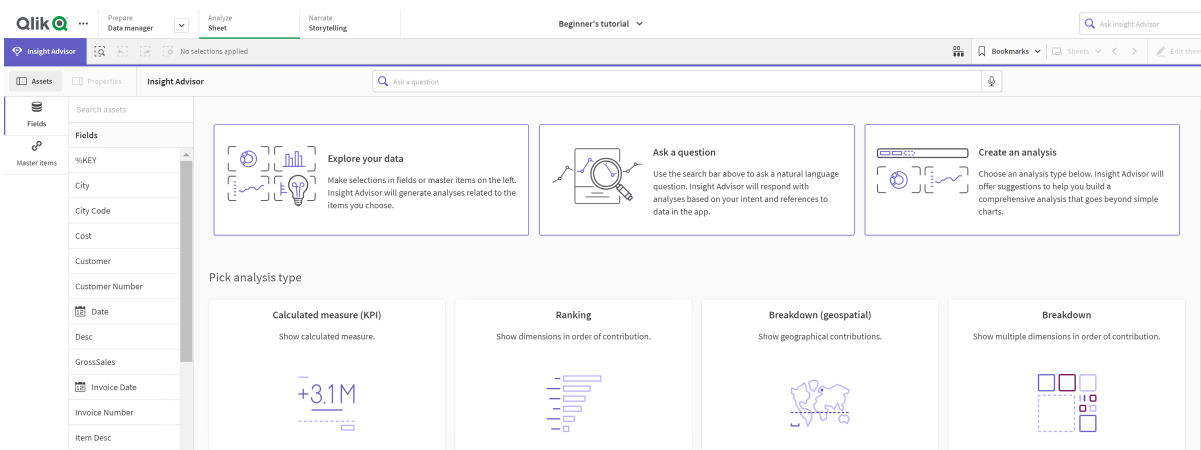 Qlik
Prepare
Data manager
Analyze
Sheet
Narrate
Storytelling
Beginner's tutorial
Ask Insight Advisor
Insight Advisor
No selections applied
Bookmarks
Sheets
Edit sheet
Assets
Properties
Insight Advisor
Ask a question
Fields
Master items
Search assets
Fields
%KEY
City
City Code
Cost
Customer
Customer Number
Date
Desc
GrossSales
Invoice Date
Invoice Number
Item Desc
Explore your data
Make selections in fields or master items on the left.
Insight Advisor will generate analyses related to the
items you choose.
Ask a question
Use the search bar above to ask a natural language
question. Insight Advisor will respond with
analyses based on your intent and references to
data in the app.
Create an analysis
Choose an analysis type below. Insight Advisor will
offer suggestions to help you build a
comprehensive analysis that goes beyond simple
charts.
Pick analysis type
Calculated measure (KPI)
Show calculated measure.
+3.1M
Ranking
Show dimensions in order of contribution.
Breakdown (geospatial)
Show geographical contributions.
Breakdown
Show multiple dimensions in order of contribution.